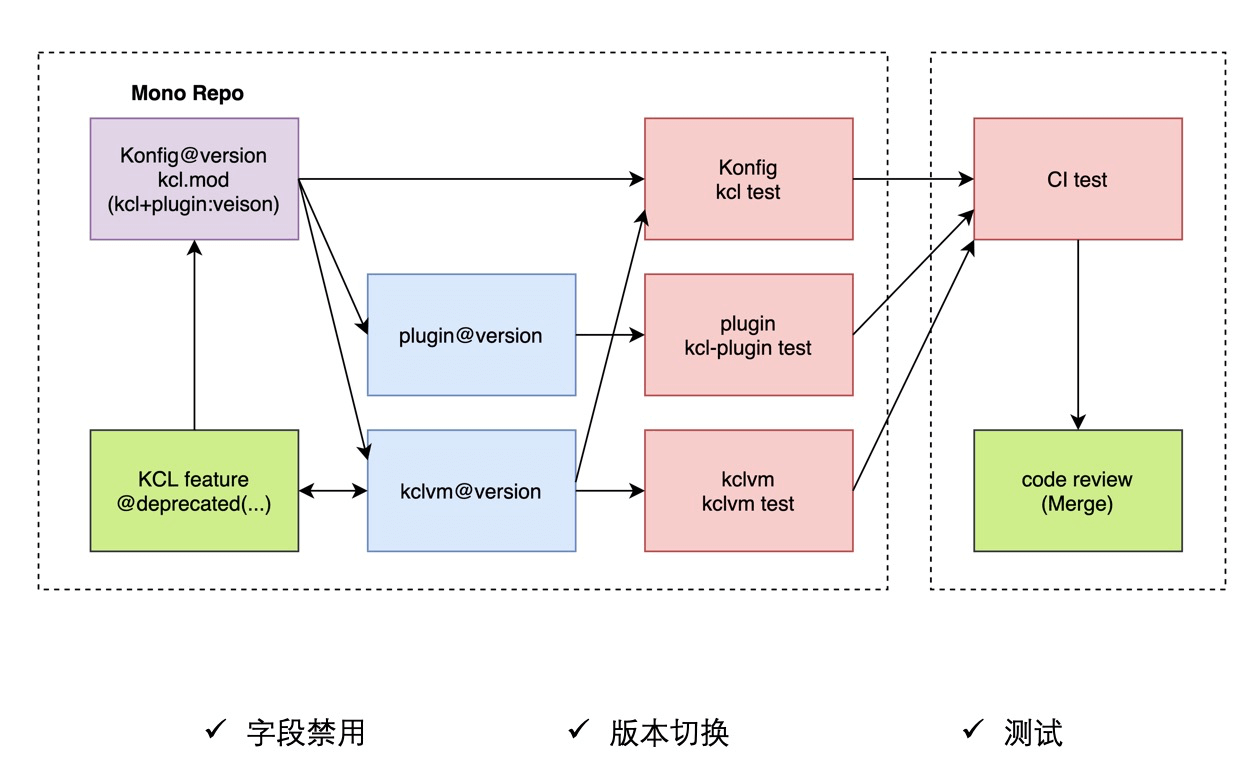 Mono Repo
Konfig@version
kcl.mod
(kcl+plugin:veison)
Konfig
kcl test
CI test
plugin@version
plugin
kcl-plugin test
KCL feature
@deprecated(...)
kclvm@version
kclvm
kclvm test
code review
(Merge)
✓ 字段禁用
✓ 版本切换
✓ 测试